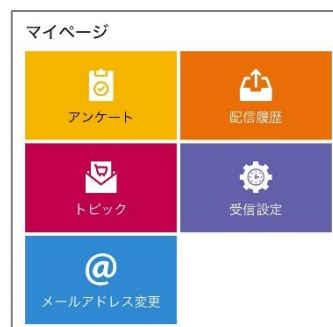 マイページ
アンケート
配信履歴
トピック
受信設定
@
メールアドレス変更